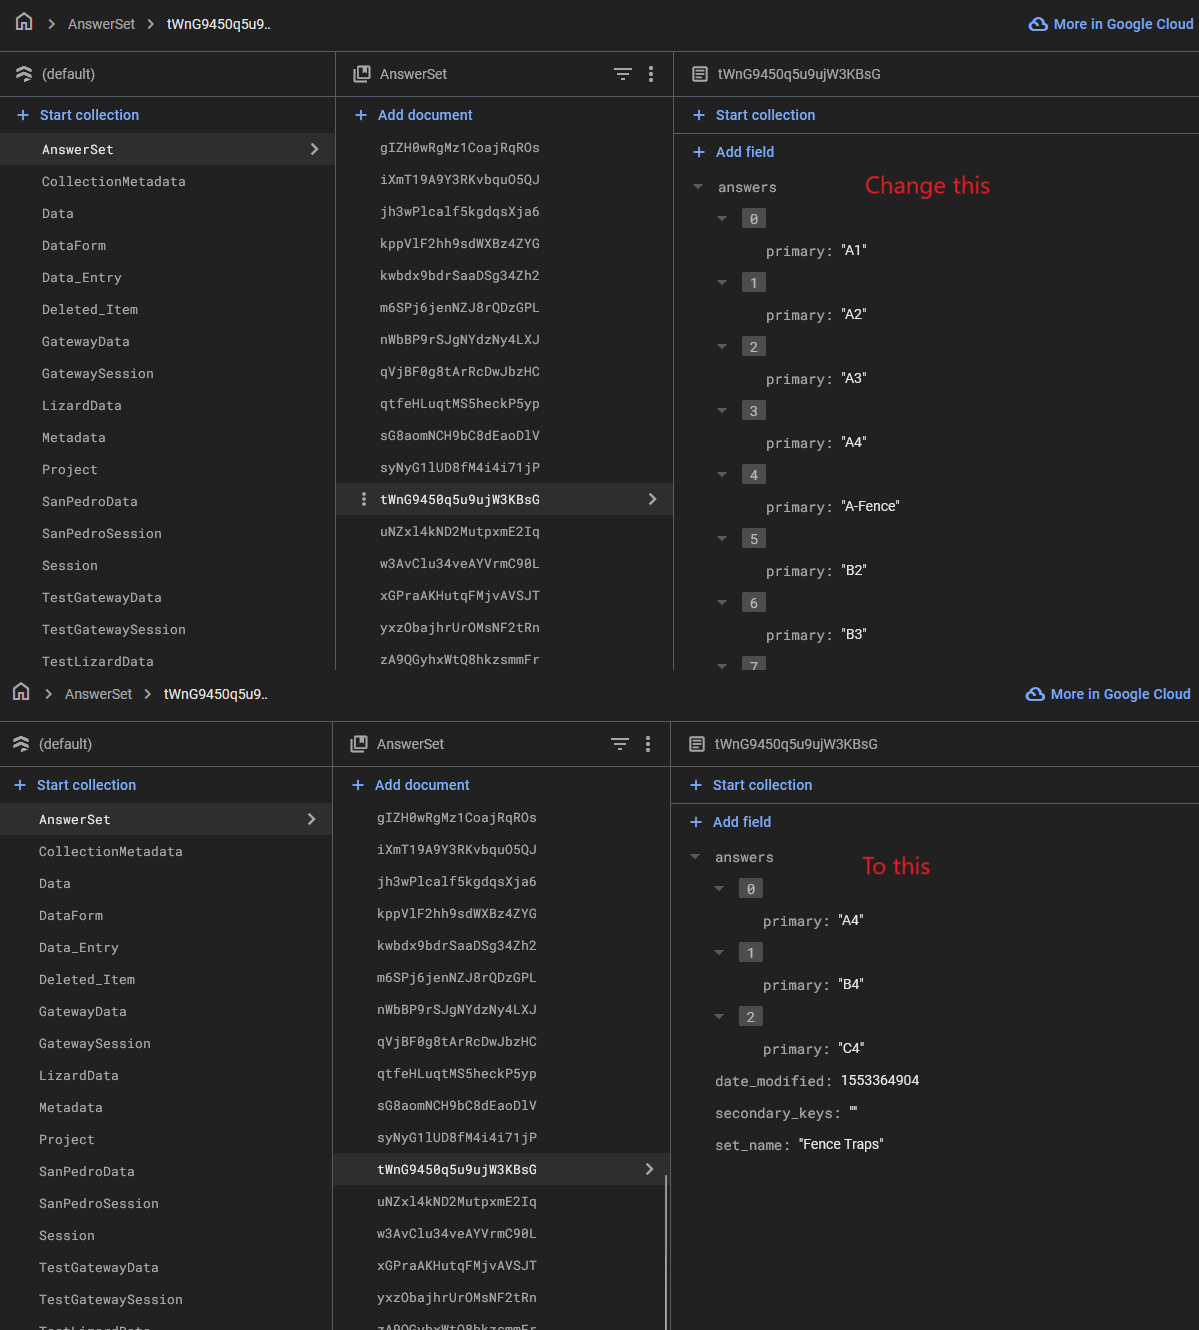 AnswerSet > tWnG9450q5u9.. More in Google Cloud
(default)
+ Start collection
AnswerSet
CollectionMetadata
Data
DataForm
Data_Entry
Deleted_Item
GatewayData
GatewaySession
LizardData
Metadata
Project
SanPedroData
SanPedroSession
Session
TestGatewayData
TestGatewaySession
TestLizardData
AnswerSet
+ Add document
gIZH0wRgMz1CoajRqROs
iXmT19A9Y3RKvbquO5QJ
jh3wPlcalf5kgdqsXja6
kppVlF2hh9sdWXBz4ZYG
kwbdx9bdrSaaDSg34Zh2
m6SPj6jenNZJ8rQDzGPL
nWbBP9rSJgNYdzNy4LXJ
qVjBF0g8tArRcDwJbzHC
qtfeHLuqtMS5heckP5yp
sG8aomNCH9bC8dEaoDlV
syNyG1lUD8fM4i4i71jP
tWnG9450q5u9ujW3KBsG
uNZxl4kND2MutpxmE2Iq
w3AvClu34veAYVrmC90L
xGPraAKHutqFMjvAVSJT
yxzObajhrUrOMsNF2tRn
zA9QGyhxWtQ8hkzsmmFr
tWnG9450q5u9ujW3KBsG
+ Start collection
+ Add field
answers
Change this
0
primary: "A1"
1
primary: "A2"
2
primary: "A3"
3
primary: "A4"
4
primary: "A-Fence"
5
primary: "B2"
6
primary: "B3"
7
AnswerSet > tWnG9450q5u9.. More in Google Cloud
(default)
+ Start collection
AnswerSet
CollectionMetadata
Data
DataForm
Data_Entry
Deleted_Item
GatewayData
GatewaySession
LizardData
Metadata
Project
SanPedroData
SanPedroSession
Session
TestGatewayData
TestGatewaySession
TestLizardData
AnswerSet
+ Add document
gIZH0wRgMz1CoajRqROs
iXmT19A9Y3RKvbquO5QJ
jh3wPlcalf5kgdqsXja6
kppVlF2hh9sdWXBz4ZYG
kwbdx9bdrSaaDSg34Zh2
m6SPj6jenNZJ8rQDzGPL
nWbBP9rSJgNYdzNy4LXJ
qVjBF0g8tArRcDwJbzHC
qtfeHLuqtMS5heckP5yp
sG8aomNCH9bC8dEaoDlV
syNyG1lUD8fM4i4i71jP
tWnG9450q5u9ujW3KBsG
uNZxl4kND2MutpxmE2Iq
w3AvClu34veAYVrmC90L
xGPraAKHutqFMjvAVSJT
yxzObajhrUrOMsNF2tRn
zA9QGyhxWtQ8hkzsmmFr
tWnG9450q5u9ujW3KBsG
+ Start collection
+ Add field
answers
To this
0
primary: "A4"
1
primary: "B4"
2
primary: "C4"
date_modified: 1553364904
secondary_keys: ""
set_name: "Fence Traps"